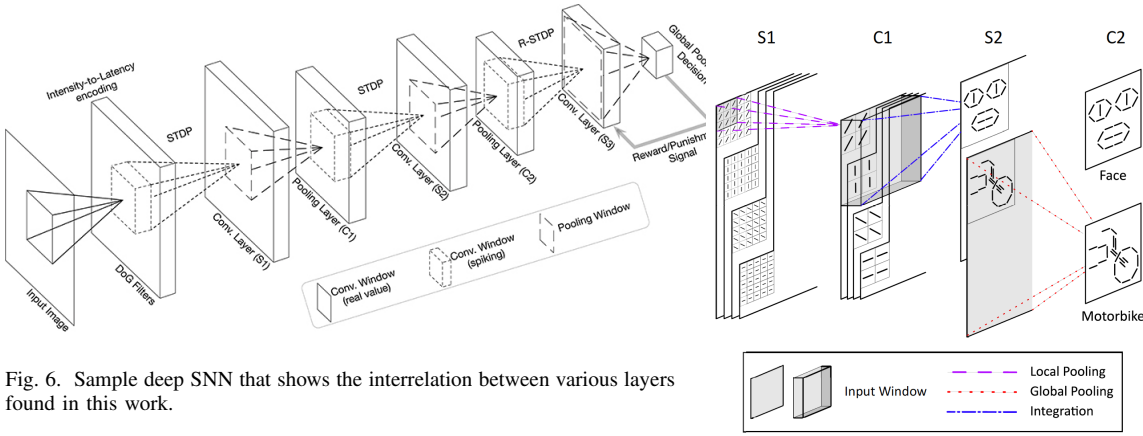 Intensity-to-Latency
encoding
STDP
STDP
R-STDP
Global
Decision
Reward/Punishment
Signal
Input Image
DoG Filters
Conv. Layer (S1)
Pooling Layer (C1)
Conv. Layer (S2)
Pooling Layer (C2)
Conv. Layer (S3)
Conv. Window
(real value)
Conv. Window
(spiking)
Pooling Window
Fig. 6. Sample deep SNN that shows the interrelation between various layers
found in this work.
S1
C1
S2
C2
Face
Motorbike
Input Window
Local Pooling
Global Pooling
Integration